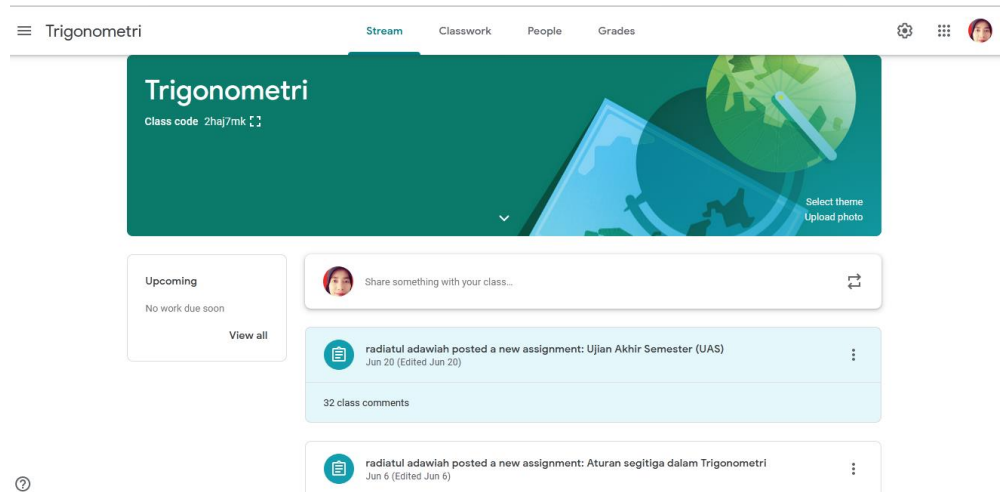 Trigonometri
Stream Classwork People Grades
Trigonometri
Class code 2haj7mk
Select theme
Upload photo
Upcoming
No work due soon
View all
Share something with your class...
radiatul adawiah posted a new assignment: Ujian Akhir Semester (UAS)
Jun 20 (Edited Jun 20)
32 class comments
radiatul adawiah posted a new assignment: Aturan segitiga dalam Trigonometri
Jun 6 (Edited Jun 6)